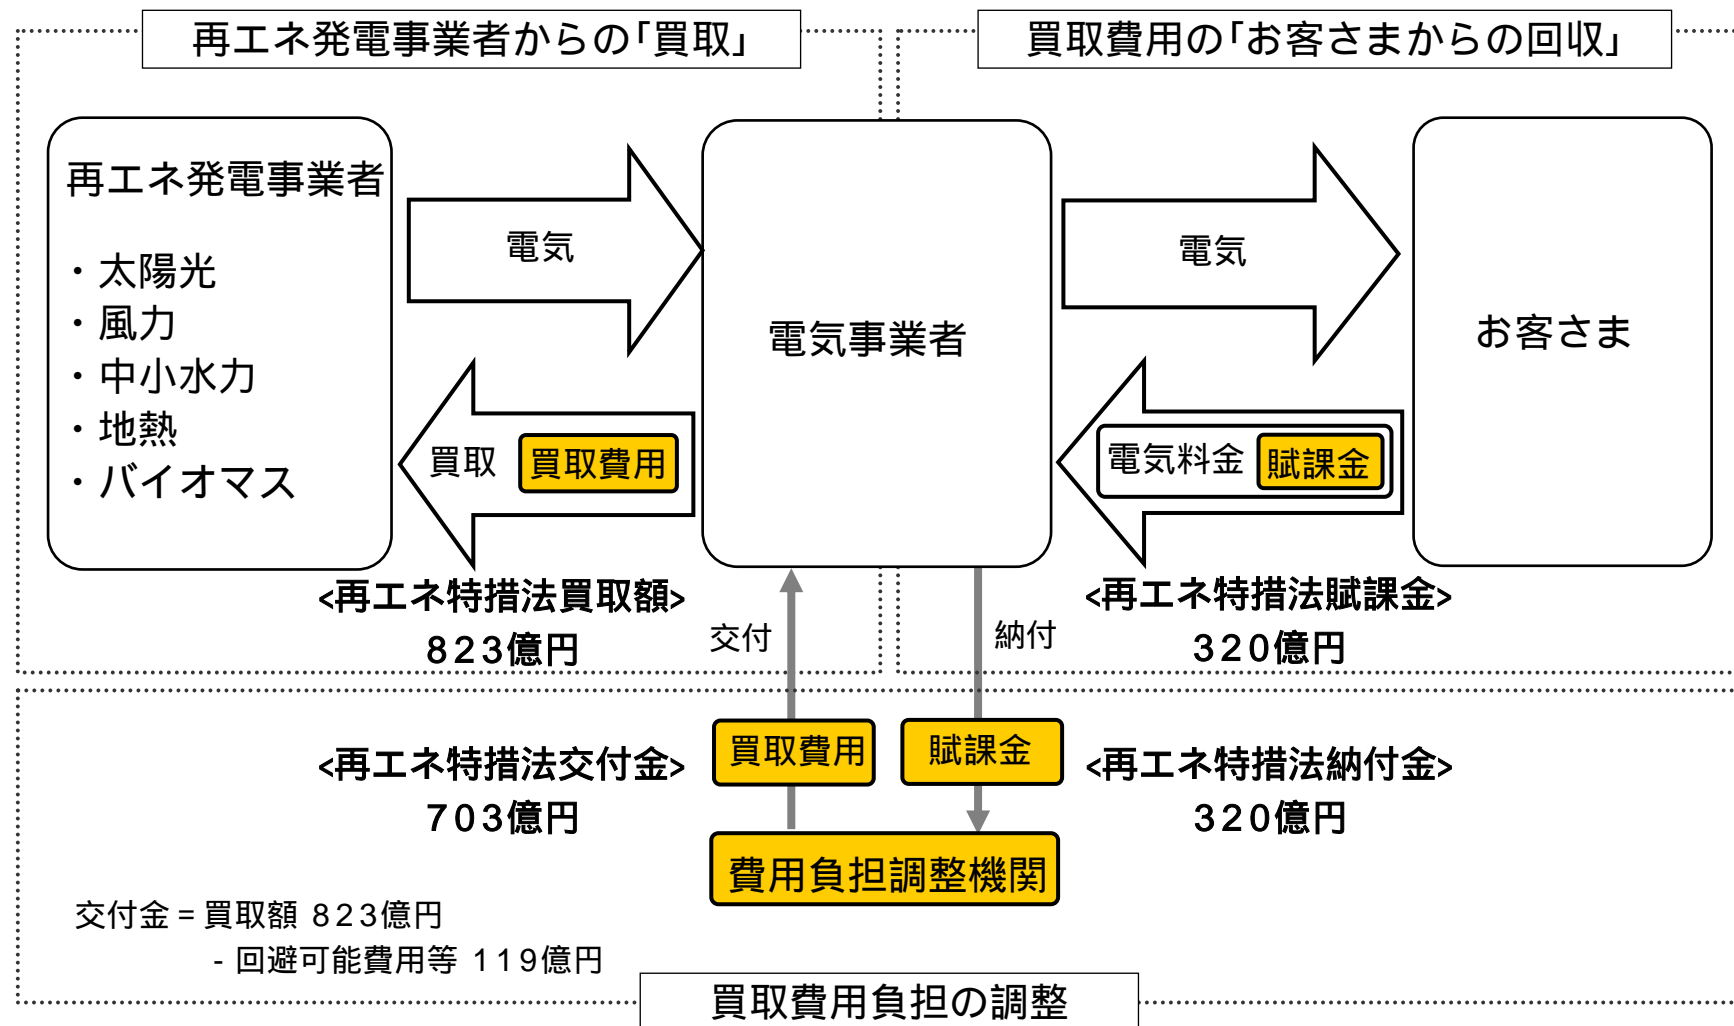 再エネ発電事業者からの「買取」
買取費用の「お客さまからの回収」
再エネ発電事業者
・太陽光
・風力
・中小水力
・地熱
・バイオマス
電気
買取 買取費用
電気事業者
電気
電気料金 賦課金
お客さま
<再エネ特措法買取額>
823億円
交付
納付
<再エネ特措法賦課金>
320億円
<再エネ特措法交付金>
703億円
買取費用
賦課金
<再エネ特措法納付金>
320億円
費用負担調整機関
交付金=買取額 823億円
-回避可能費用等 119億円
買取費用負担の調整